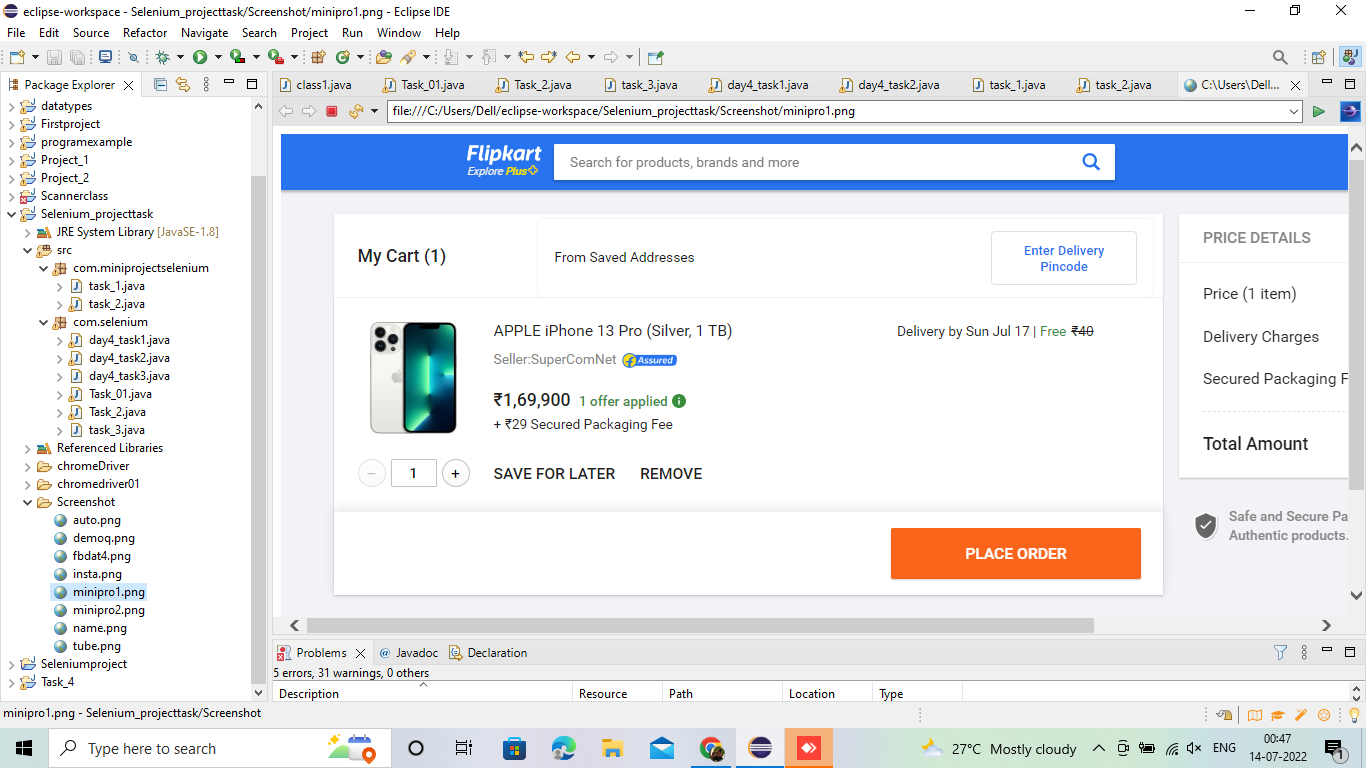 eclipse-workspace - Selenium_projecttask/Screenshot/minipro1.png - Eclipse IDE
File Edit Source Refactor Navigate Search Project Run Window Help
Package Explorer
datatypes
Firstproject
programexample
Project_1
Project_2
Scannerclass
Selenium_projecttask
JRE System Library [JavaSE-1.8]
src
com.miniprojectselenium
task_1.java
task_2.java
com.selenium
day4_task1.java
day4_task2.java
day4_task3.java
Task_01.java
Task_2.java
task_3.java
Referenced Libraries
chromeDriver
chromedriver01
Screenshot
auto.png
demoq.png
fbdat4.png
insta.png
minipro1.png
minipro2.png
name.png
tube.png
Seleniumproject
Task_4
class1.java Task_01.java Task_2.java task_3.java day4_task1.java day4_task2.java task_1.java task_2.java C:\Users\Dell...
file:///C:/Users/Dell/eclipse-workspace/Selenium_projecttask/Screenshot/minipro1.png
Flipkart
Explore Plus
Search for products, brands and more
My Cart (1)
From Saved Addresses
Enter Delivery
Pincode
APPLE iPhone 13 Pro (Silver, 1 TB)
Delivery by Sun Jul 17 | Free ₹40
Seller:SuperComNet
f Assured
₹1,69,900 1 offer applied
+ ₹29 Secured Packaging Fee
1
SAVE FOR LATER REMOVE
PLACE ORDER
PRICE DETAILS
Price (1 item)
Delivery Charges
Secured Packaging F
Total Amount
Safe and Secure Pa
Authentic products.
Problems @ Javadoc Declaration
5 errors, 31 warnings, 0 others
Description Resource Path Location Type
minipro1.png - Selenium_projecttask/Screenshot
Type here to search
27°C Mostly cloudy
ENG
00:47
14-07-2022
1